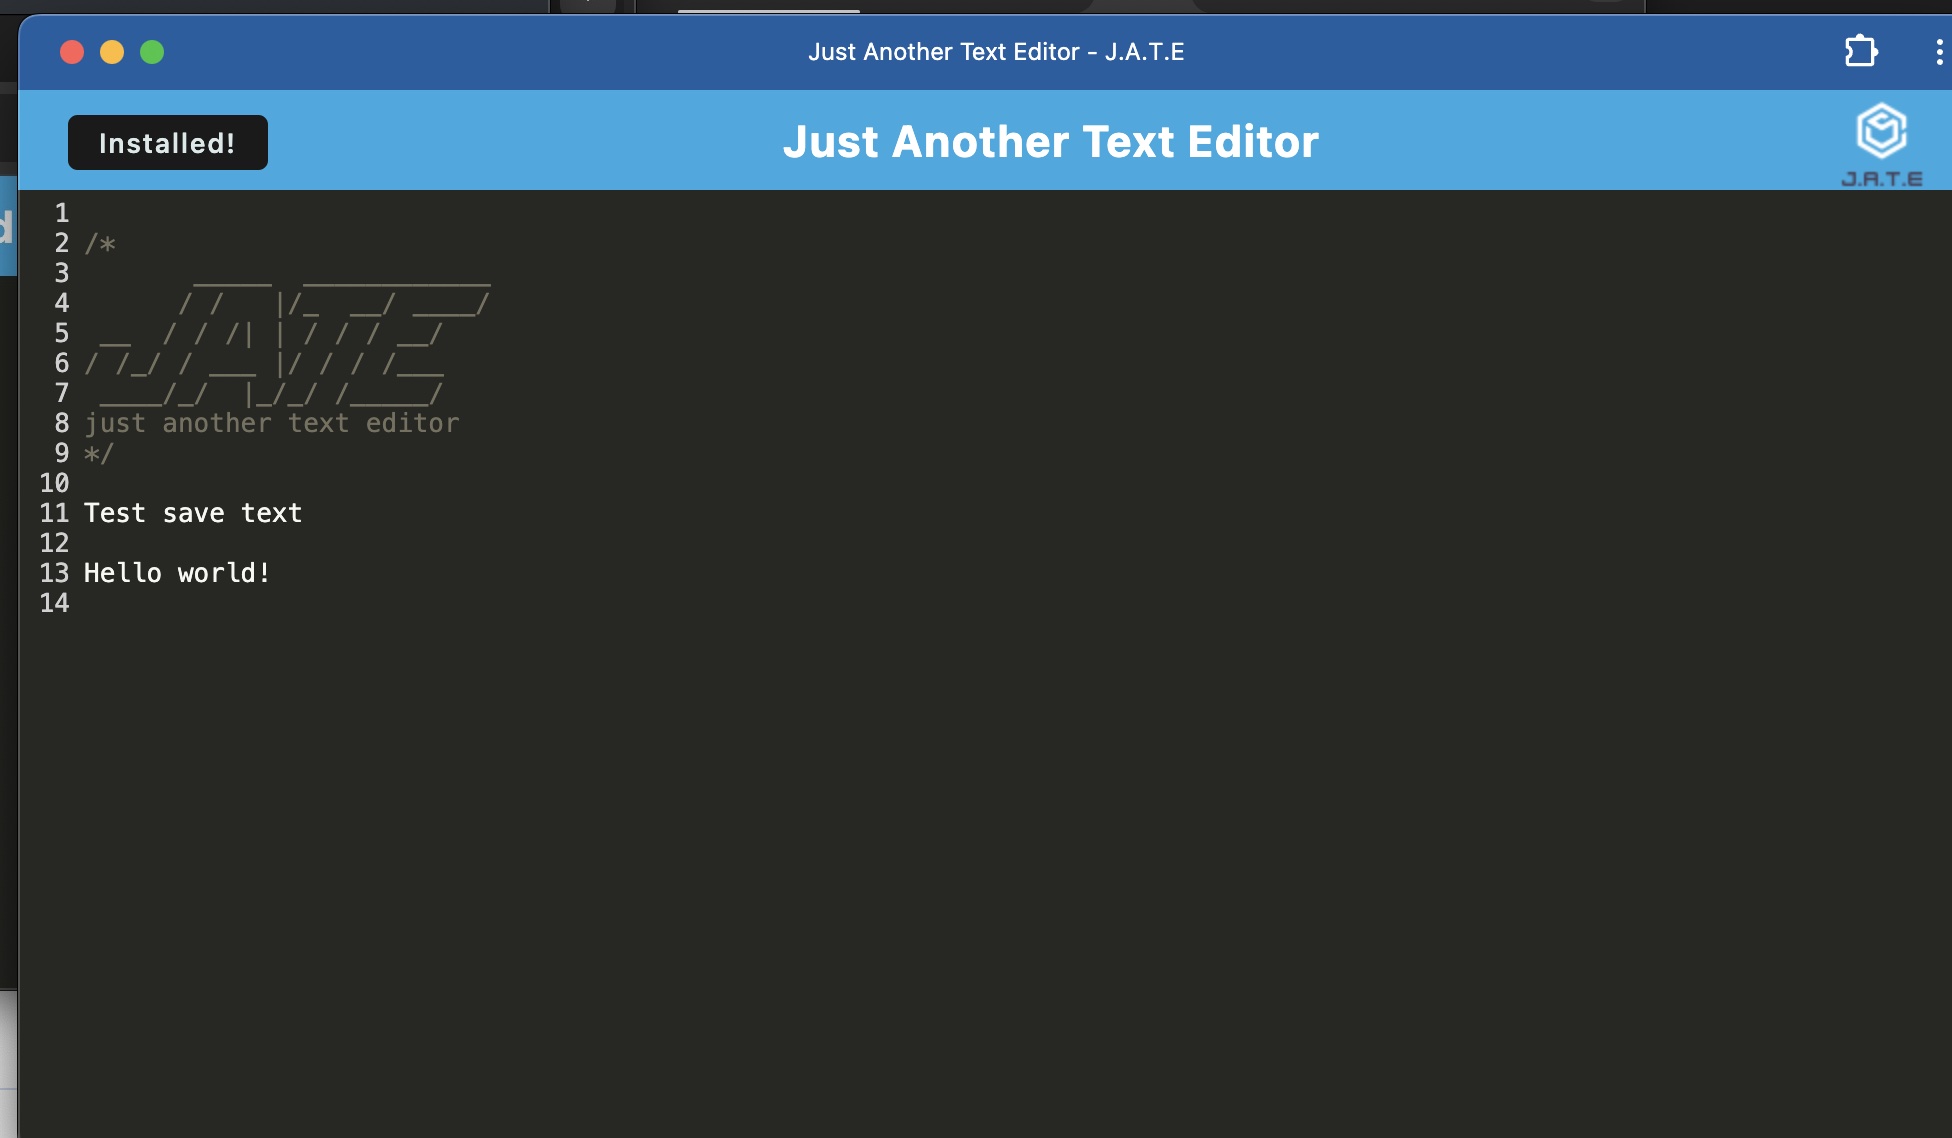 Just Another Text Editor - J.A.T.E
Installed!
Just Another Text Editor
J.A.T.E
d
1
2 /*
3        _____  ____________
4       / /   |/_  __/ ____/
5  __  / / /| | / / / __/
6 / /_/ / ___ |/ / / /___
7  ____/_/  |_/_/ /_____/
8 just another text editor
9 */
10
11 Test save text
12
13 Hello world!
14